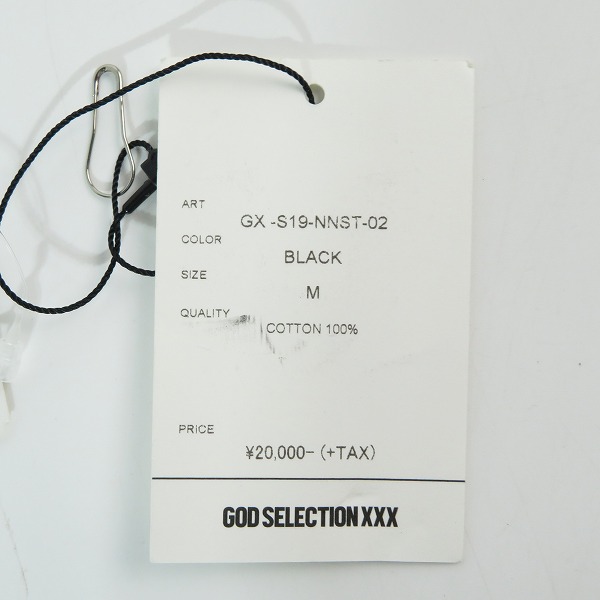 ART
GX -S19-NNST-02
COLOR
BLACK
SIZE
M
QUALITY
COTTON 100%
PRICE
¥20,000- (+TAX)
GOD SELECTION XXX